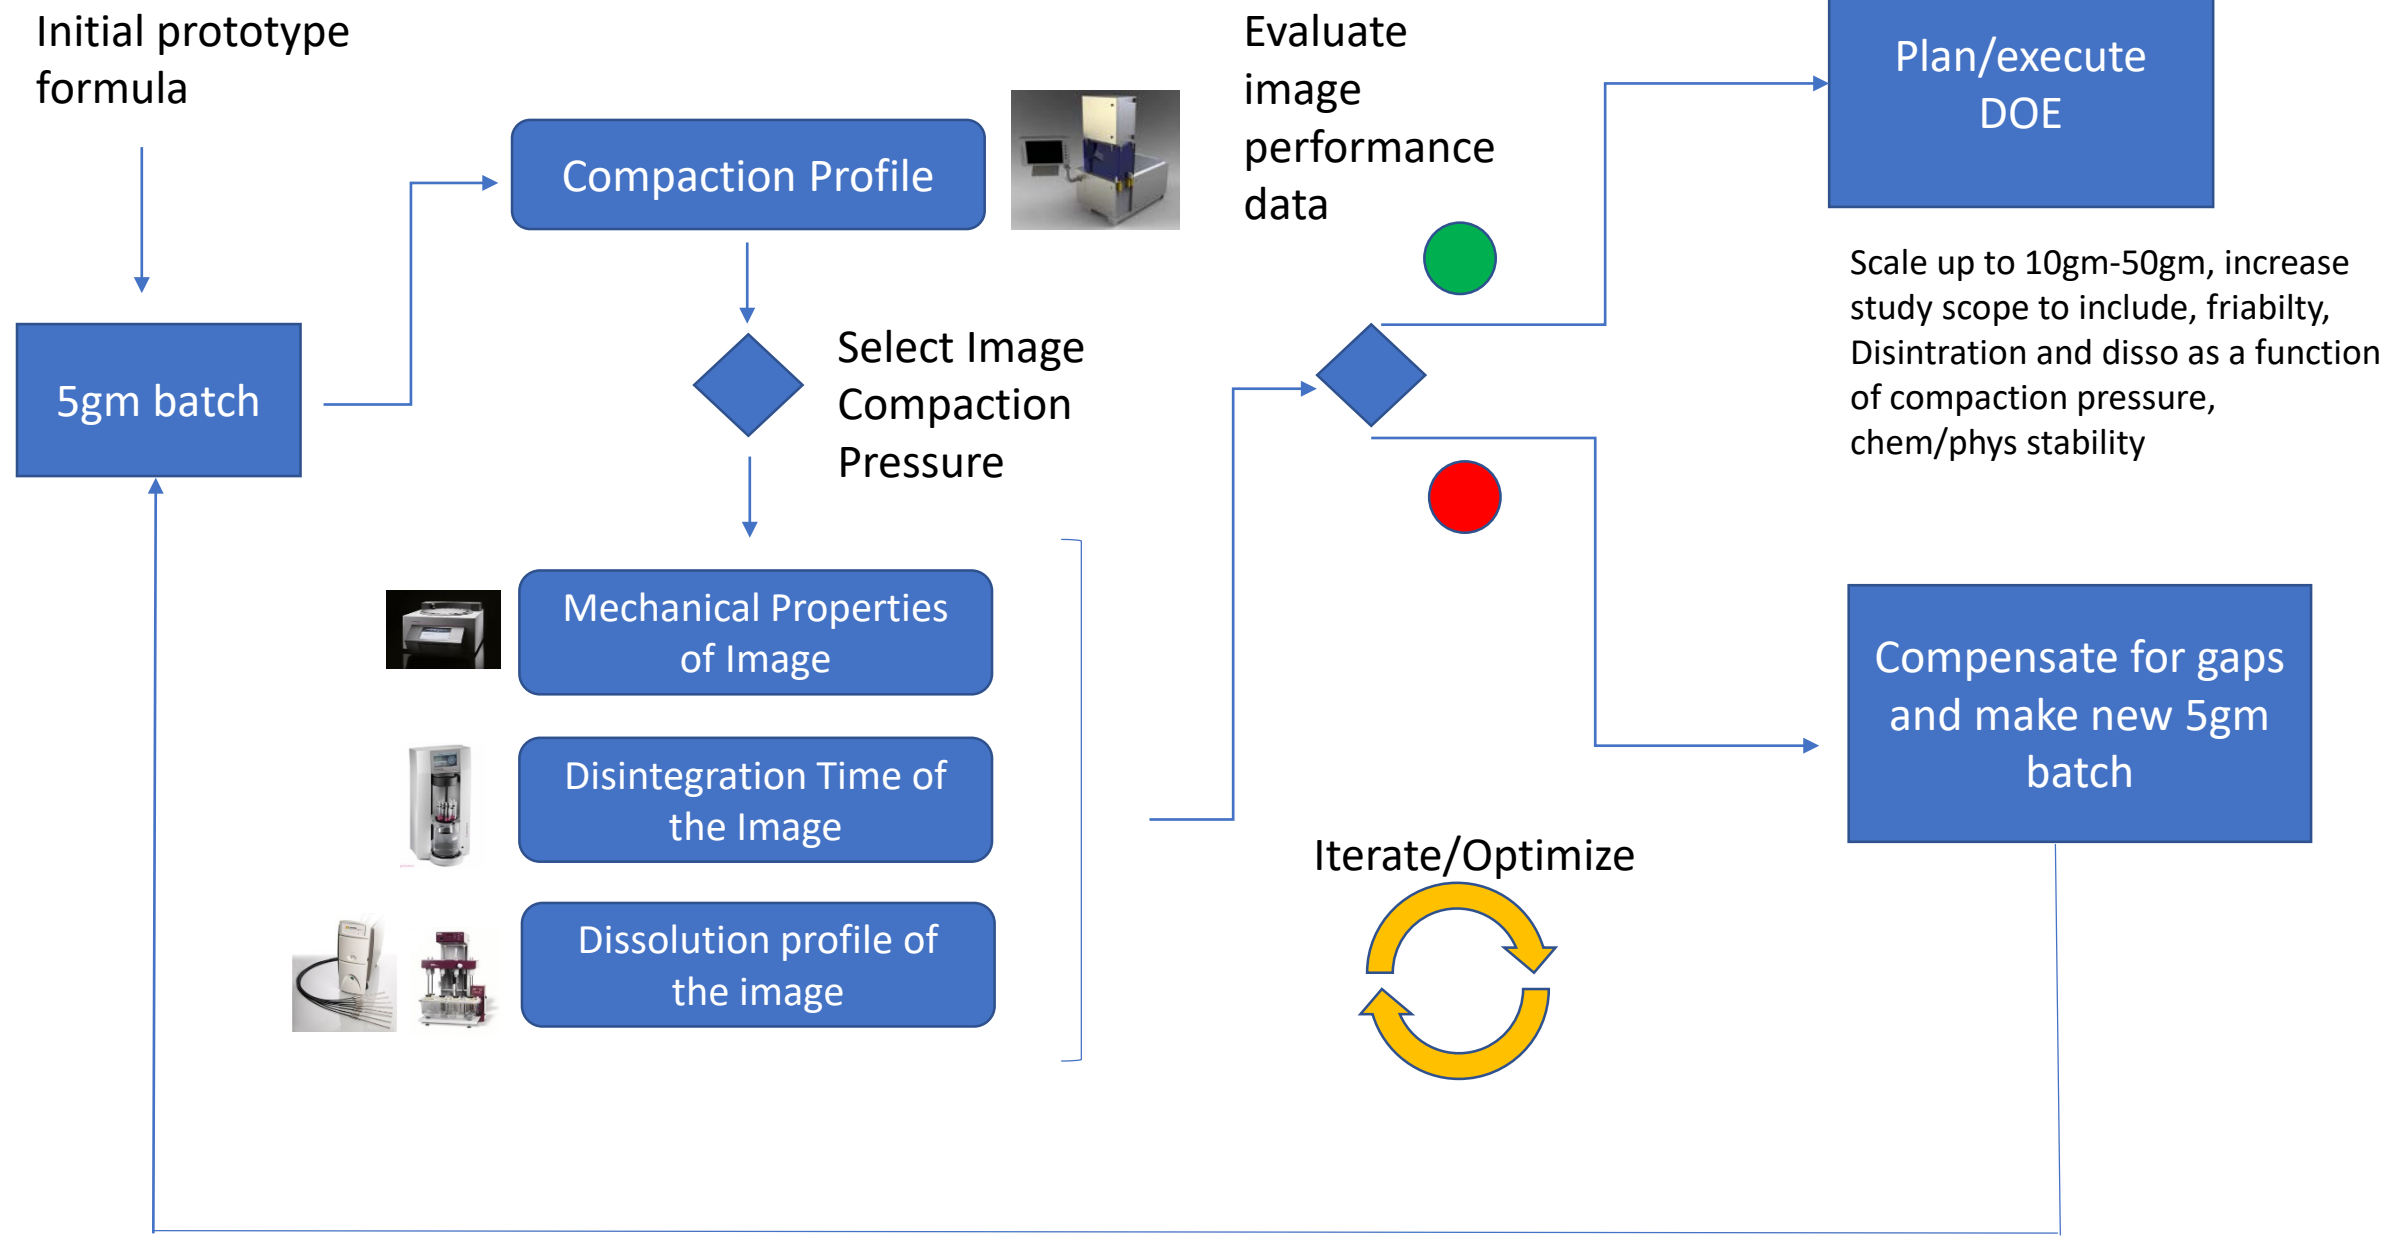 Initial prototype
formula
5gm batch
Compaction Profile
Select Image
Compaction
Pressure
Mechanical Properties
of Image
Disintegration Time of
the Image
Dissolution profile of
the image
Evaluate
image
performance
data
Plan/execute
DOE
Scale up to 10gm-50gm, increase
study scope to include, friabilty,
Disintration and disso as a function
of compaction pressure,
chem/phys stability
Compensate for gaps
and make new 5gm
batch
Iterate/Optimize